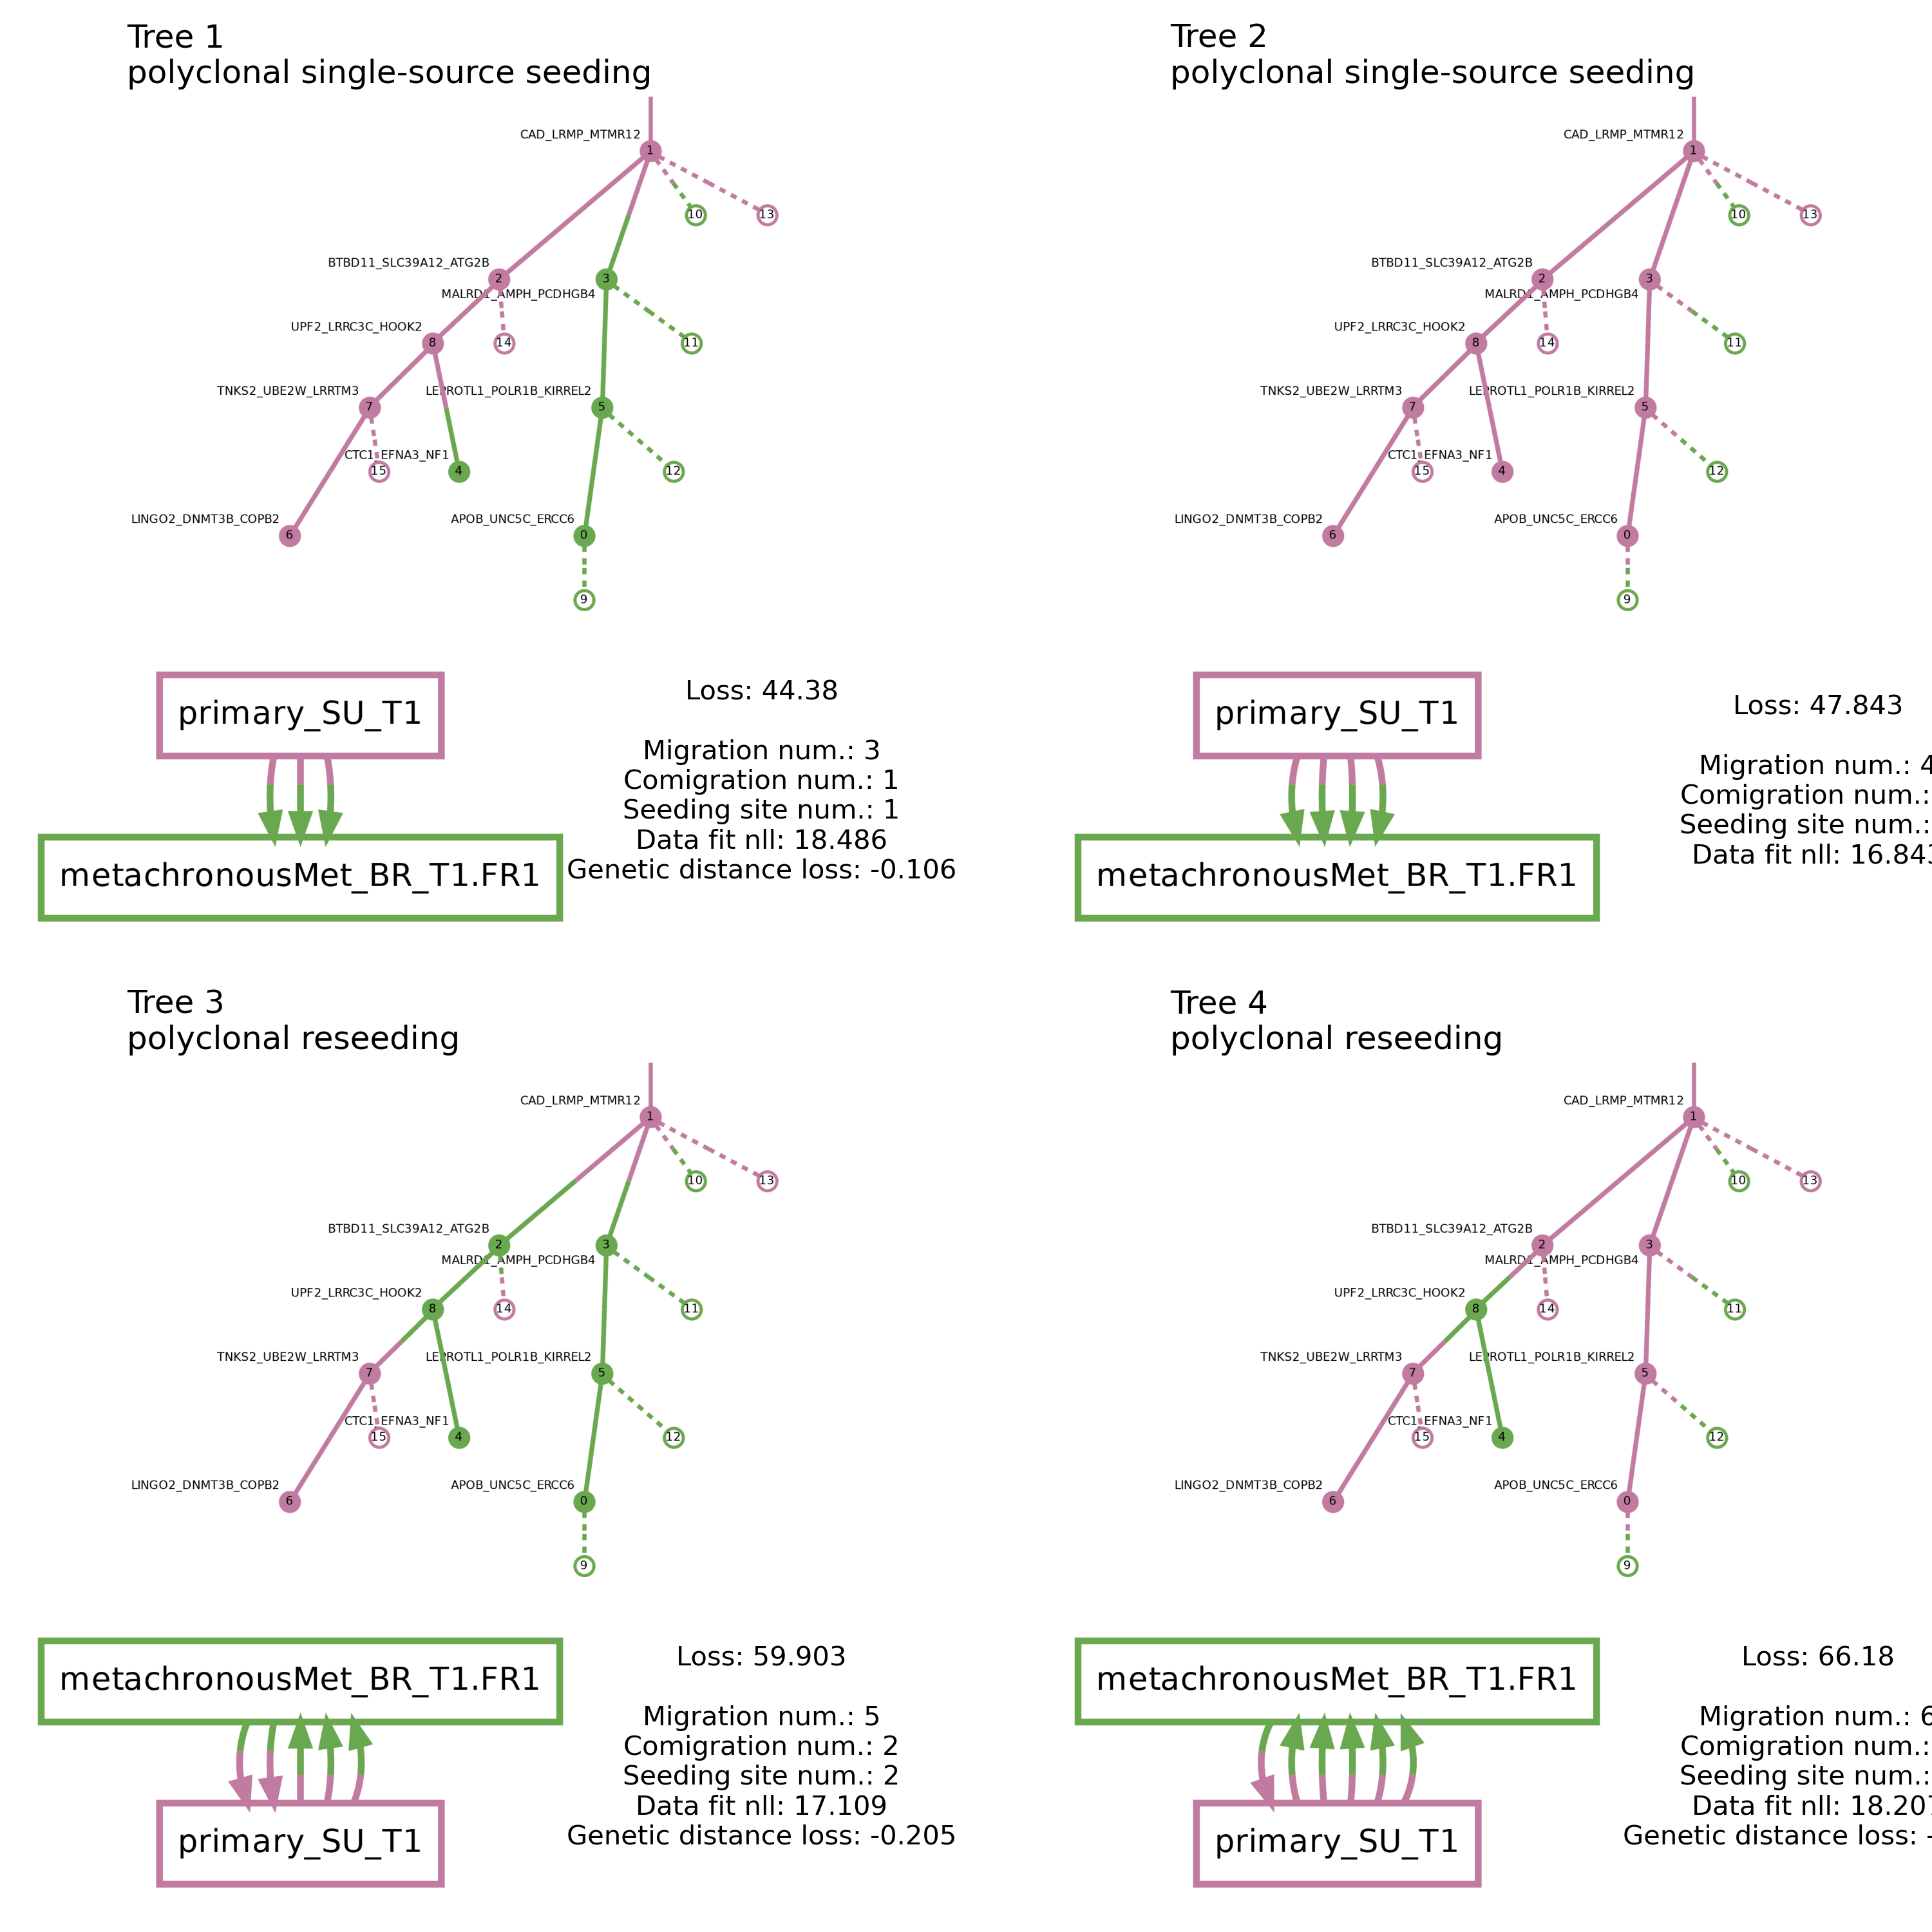 Tree 1
polyclonal single-source seeding
CAD_LRMP_MTMR12
1
10
13
BTBD11_SLC39A12_ATG2B
2
3
MALRD1_AMPH_PCDHGB4
UPF2_LRRC3C_HOOK2
8
14
11
TNKS2_UBE2W_LRRTM3
7
LEPROTL1_POLR1B_KIRREL2
5
CTC1_EFNA3_NF1
15
4
12
LINGO2_DNMT3B_COPB2
6
APOB_UNC5C_ERCC6
0
9
primary_SU_T1
metachronousMet_BR_T1.FR1
Loss: 44.38
Migration num.: 3
Comigration num.: 1
Seeding site num.: 1
Data fit nll: 18.486
Genetic distance loss: -0.106
Tree 2
polyclonal single-source seeding
CAD_LRMP_MTMR12
1
10
13
BTBD11_SLC39A12_ATG2B
2
3
MALRD1_AMPH_PCDHGB4
UPF2_LRRC3C_HOOK2
8
14
11
TNKS2_UBE2W_LRRTM3
7
LEPROTL1_POLR1B_KIRREL2
5
CTC1_EFNA3_NF1
15
4
12
LINGO2_DNMT3B_COPB2
6
APOB_UNC5C_ERCC6
0
9
primary_SU_T1
metachronousMet_BR_T1.FR1
Loss: 47.843
Migration num.: 4
Comigration num.:
Seeding site num.:
Data fit nll: 16.843
Tree 3
polyclonal reseeding
CAD_LRMP_MTMR12
1
10
13
BTBD11_SLC39A12_ATG2B
2
3
MALRD1_AMPH_PCDHGB4
UPF2_LRRC3C_HOOK2
8
14
11
TNKS2_UBE2W_LRRTM3
7
LEPROTL1_POLR1B_KIRREL2
5
CTC1_EFNA3_NF1
15
4
12
LINGO2_DNMT3B_COPB2
6
APOB_UNC5C_ERCC6
0
9
metachronousMet_BR_T1.FR1
primary_SU_T1
Loss: 59.903
Migration num.: 5
Comigration num.: 2
Seeding site num.: 2
Data fit nll: 17.109
Genetic distance loss: -0.205
Tree 4
polyclonal reseeding
CAD_LRMP_MTMR12
1
10
13
BTBD11_SLC39A12_ATG2B
2
3
MALRD1_AMPH_PCDHGB4
UPF2_LRRC3C_HOOK2
8
14
11
TNKS2_UBE2W_LRRTM3
7
LEPROTL1_POLR1B_KIRREL2
5
CTC1_EFNA3_NF1
15
4
12
LINGO2_DNMT3B_COPB2
6
APOB_UNC5C_ERCC6
0
9
metachronousMet_BR_T1.FR1
primary_SU_T1
Loss: 66.18
Migration num.: 6
Comigration num.:
Seeding site num.:
Data fit nll: 18.207
Genetic distance loss: -